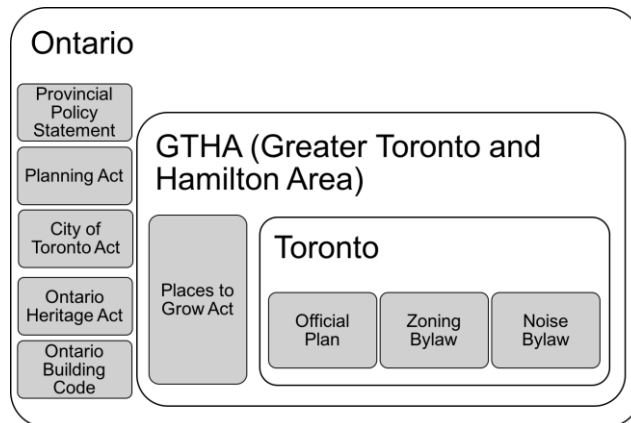 Ontario
Provincial
Policy
Statement
Planning Act
City of
Toronto Act
Ontario
Heritage Act
Ontario
Building
Code
GTHA (Greater Toronto and
Hamilton Area)
Places to
Grow Act
Toronto
Official
Plan
Zoning
Bylaw
Noise
Bylaw